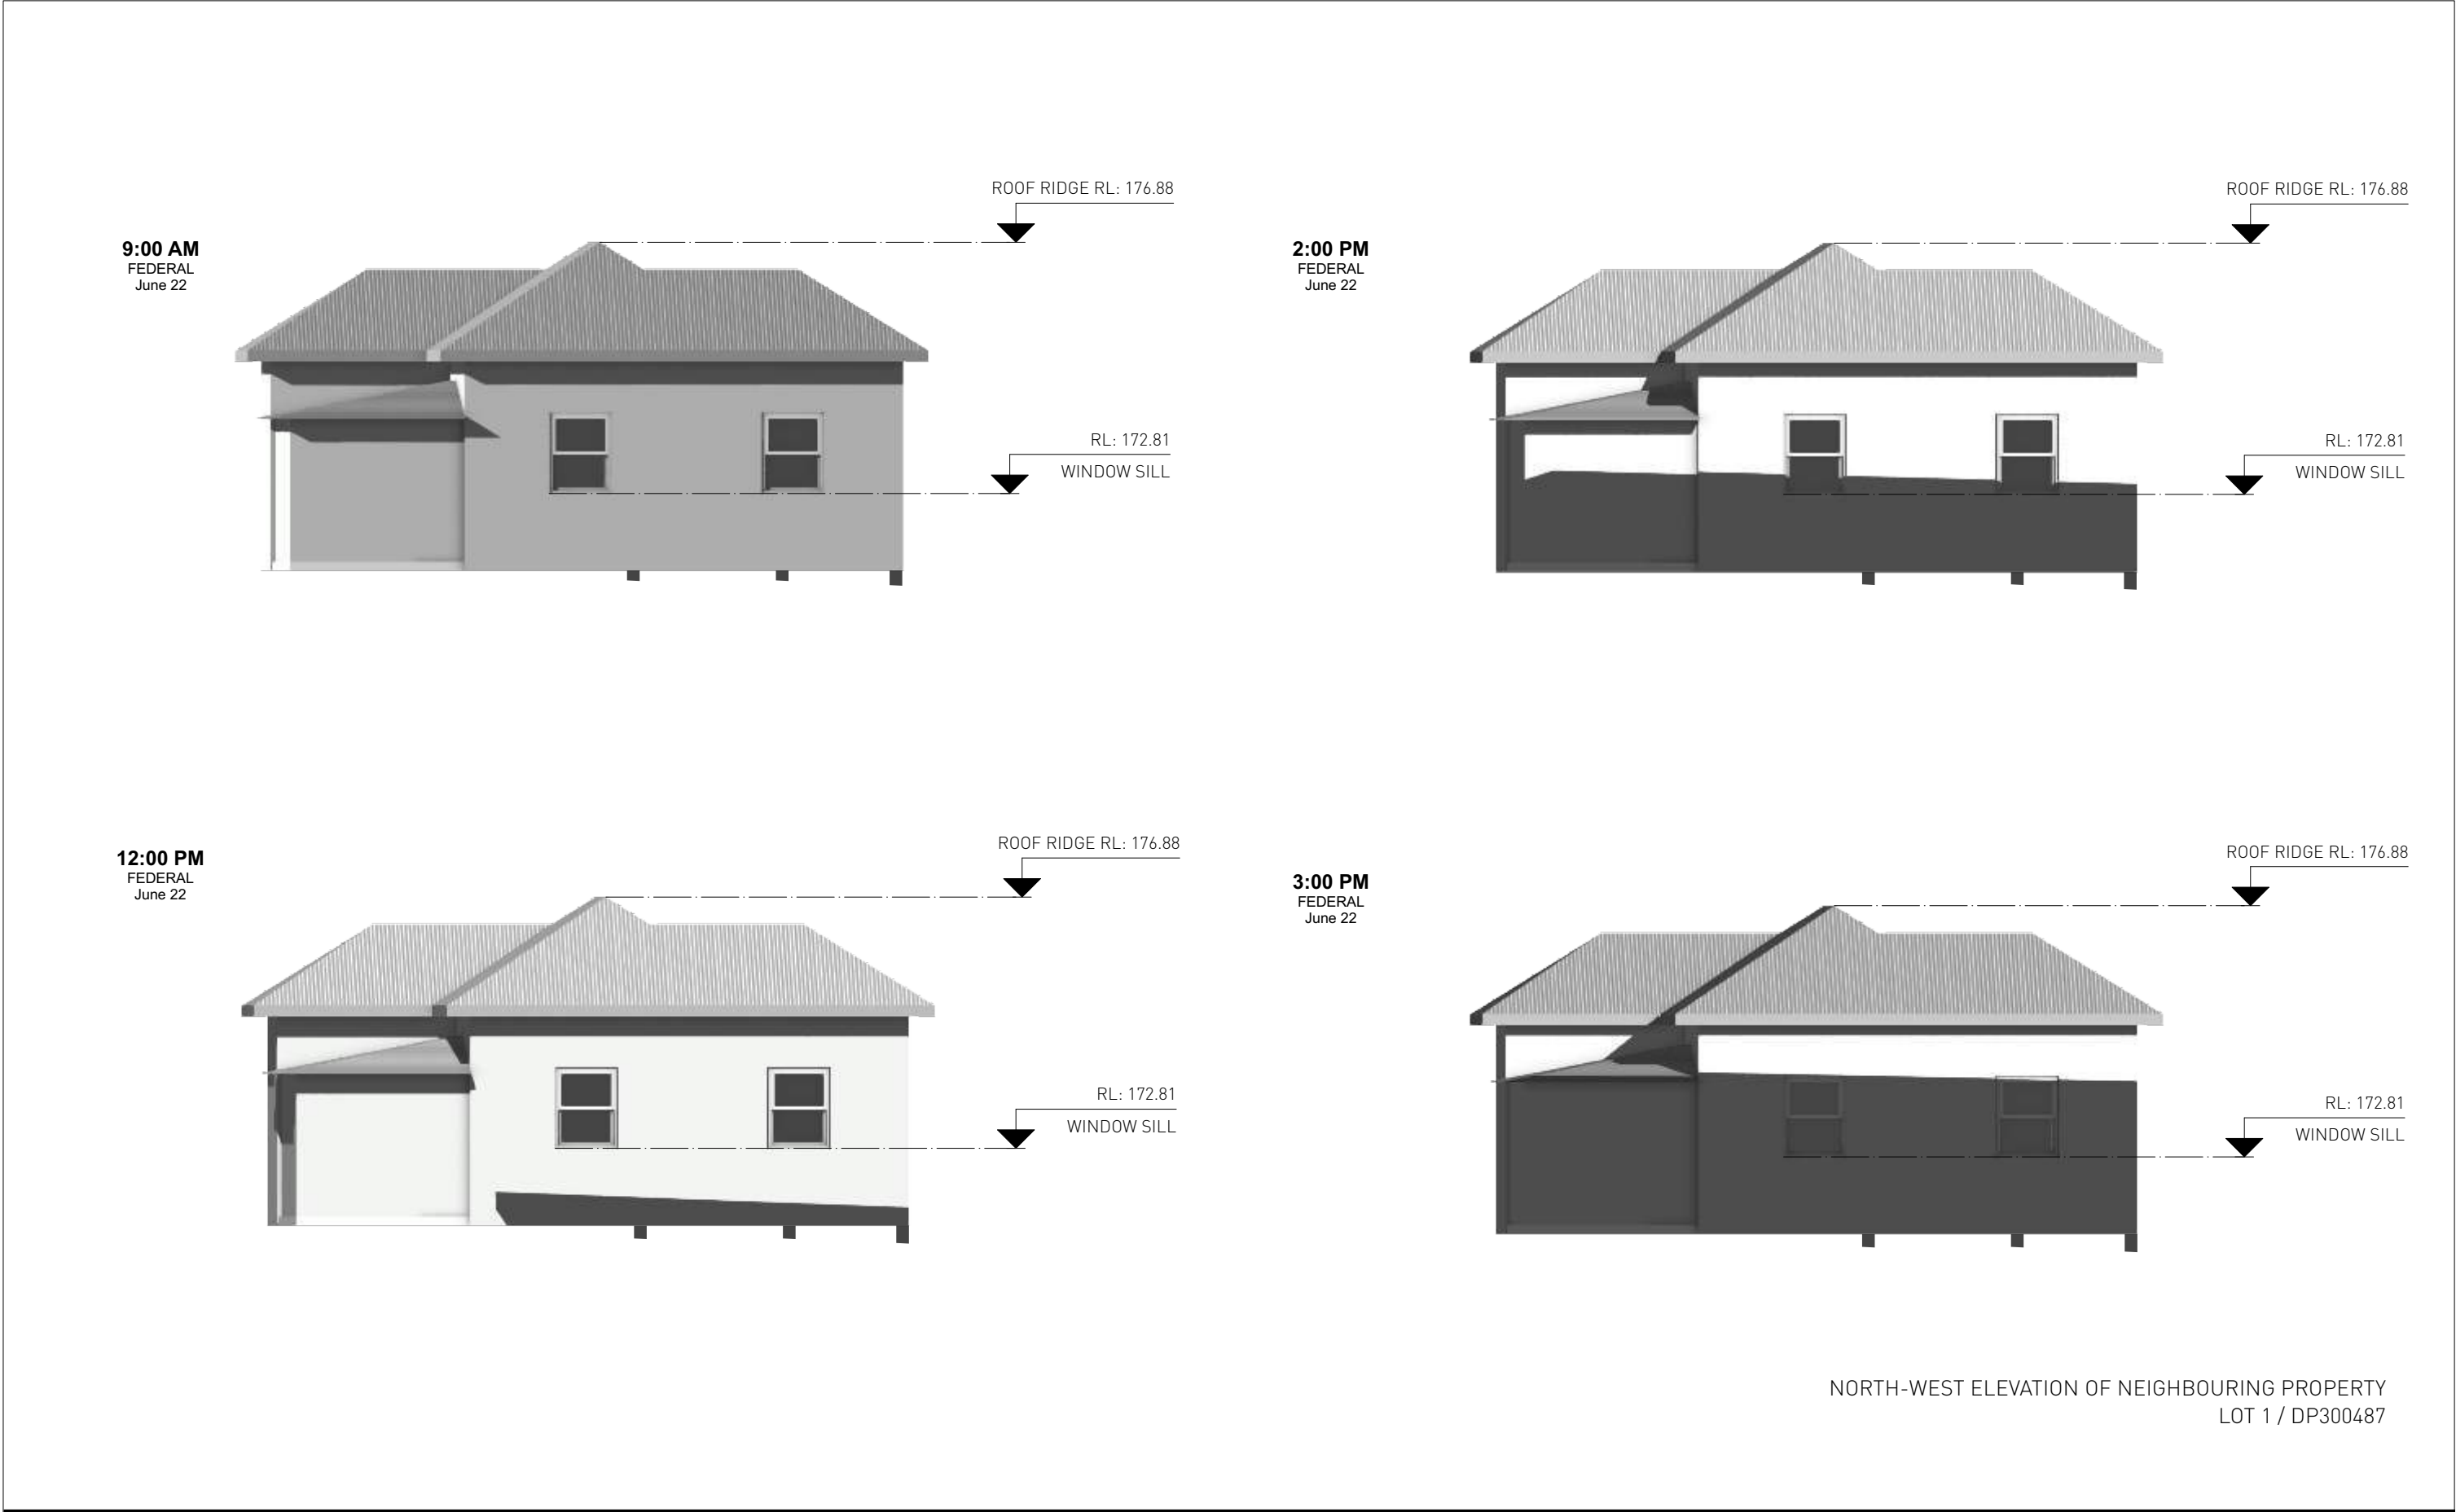 9:00 AM
FEDERAL
June 22
ROOF RIDGE RL: 176.88
RL: 172.81
WINDOW SILL
2:00 PM
FEDERAL
June 22
ROOF RIDGE RL: 176.88
RL: 172.81
WINDOW SILL
12:00 PM
FEDERAL
June 22
ROOF RIDGE RL: 176.88
RL: 172.81
WINDOW SILL
3:00 PM
FEDERAL
June 22
ROOF RIDGE RL: 176.88
RL: 172.81
WINDOW SILL
NORTH-WEST ELEVATION OF NEIGHBOURING PROPERTY
LOT 1 / DP300487